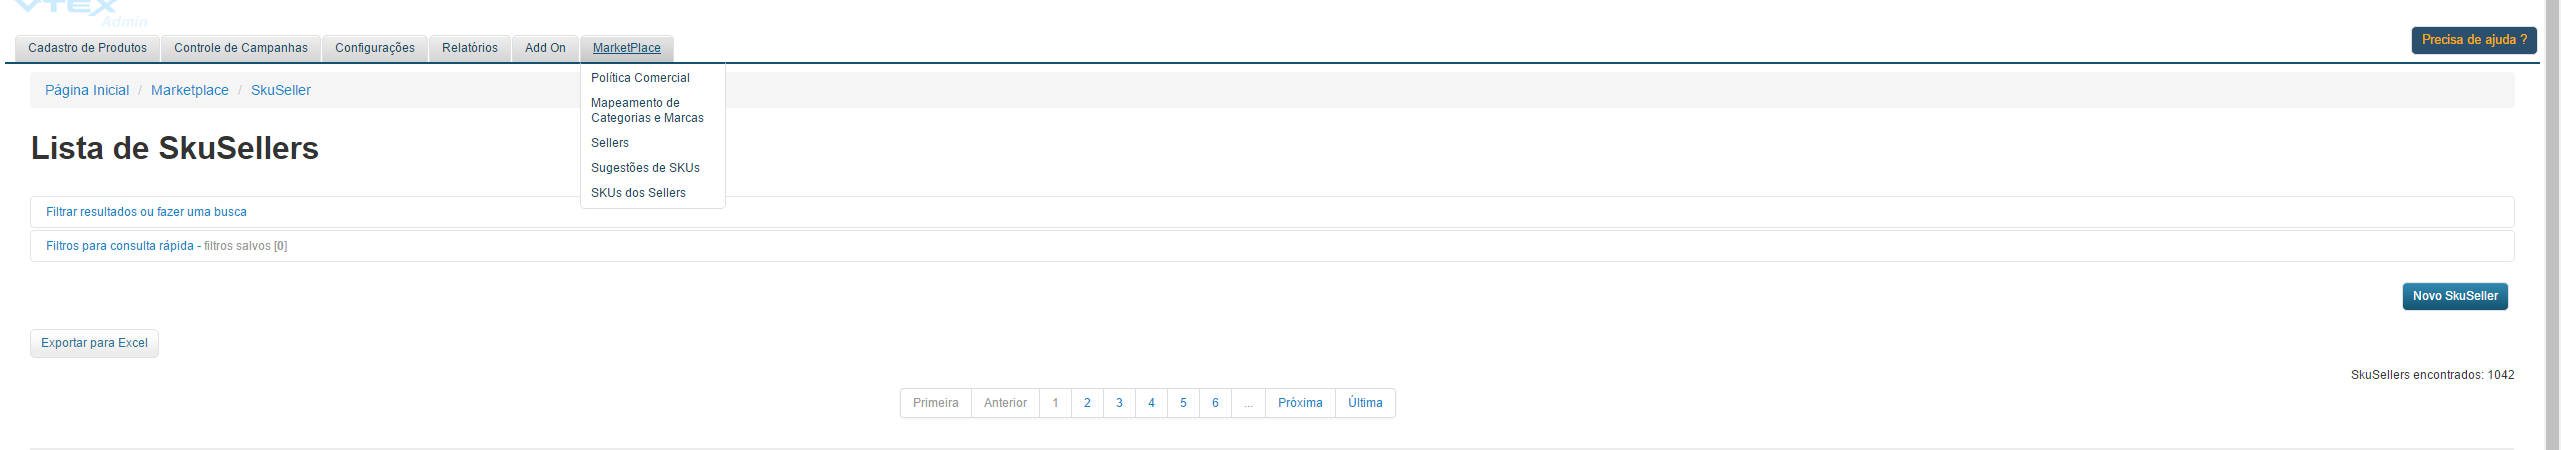 VTEX
Admin
Cadastro de Produtos
Controle de Campanhas
Configurações
Relatórios
Add On
MarketPlace
Precisa de ajuda ?
Política Comercial
Mapeamento de
Categorias e Marcas
Sellers
Sugestões de SKUs
SKUs dos Sellers
Página Inicial / Marketplace / SkuSeller
Lista de SkuSellers
Filtrar resultados ou fazer uma busca
Filtros para consulta rápida - filtros salvos [0]
Novo SkuSeller
Exportar para Excel
SkuSellers encontrados: 1042
Primeira Anterior 1 2 3 4 5 6 ... Próxima Última